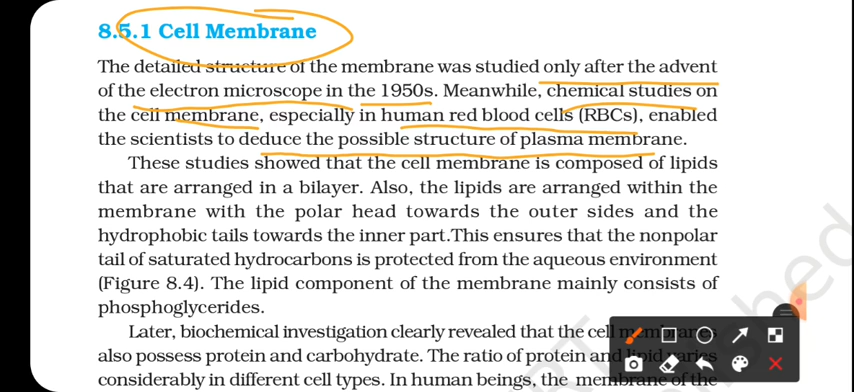 8.5.1 Cell Membrane
The detailed structure of the membrane was studied only after the advent
of the electron microscope in the 1950s. Meanwhile, chemical studies on
the cell membrane, especially in human red blood cells (RBCs), enabled
the scientists to deduce the possible structure of plasma membrane.
These studies showed that the cell membrane is composed of lipids
that are arranged in a bilayer. Also, the lipids are arranged within the
membrane with the polar head towards the outer sides and the
hydrophobic tails towards the inner part.This ensures that the nonpolar
tail of saturated hydrocarbons is protected from the aqueous environment
(Figure 8.4). The lipid component of the membrane mainly consists of
phosphoglycerides.
Later, biochemical investigation clearly revealed that the cell membranes
also possess protein and carbohydrate. The ratio of protein and lipid varies
considerably in different cell types. In human beings, the membrane of the